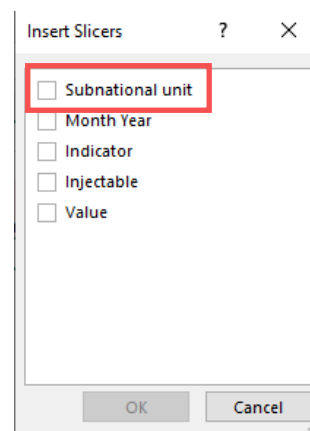 Insert Slicers ?
Subnational unit
Month Year
Indicator
Injectable
Value
OK Cancel